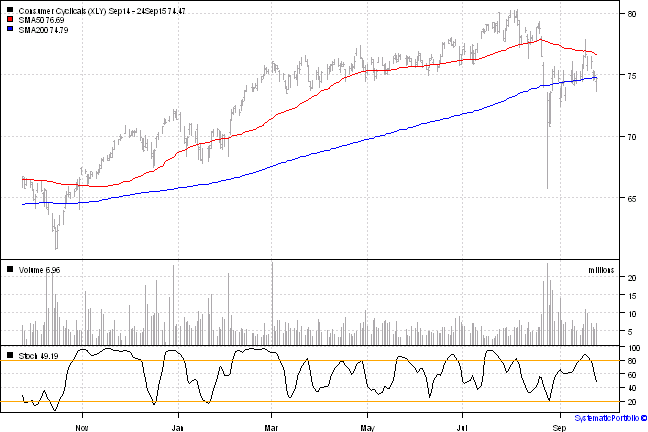 Consumer Cyclicals (XLY) Sep14 - 24Sep15 74.47
SMA50 76.69
SMA200 74.79
80
75
70
65
Volume 6.96
millions
20
15
10
5
Stoch 49.19
100
80
60
40
20
Nov
Jan
Mar
May
Jul
Sep
SystematicPortfolio ©